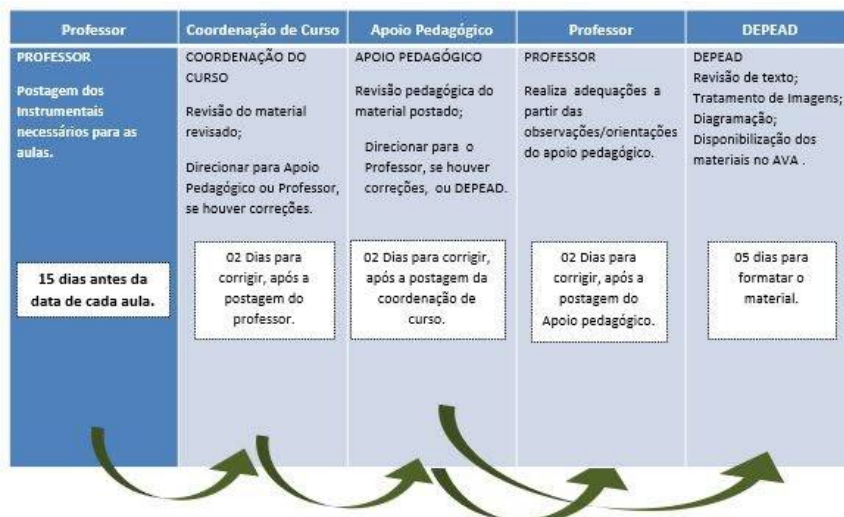 Professor
Coordenação de Curso
Apoio Pedagógico
Professor
DEPEAD
PROFESSOR
Postagem dos
Instrumentais
necessários para as
aulas.
15 dias antes da
data de cada aula.
COORDENAÇÃO DO
CURSO
Revisão do material
revisado;
Direcionar para Apoio
Pedagógico ou Professor,
se houver correções.
02 Dias para
corrigir, após a
postagem do
professor.
APOIO PEDAGÓGICO
Revisão pedagógica do
material postado;
Direcionar para o
Professor, se houver
correções, ou DEPEAD.
02 Dias para corrigir,
após a postagem da
coordenação de
curso.
PROFESSOR
Realiza adequações a
partir das
observações/orientações
do apoio pedagógico.
02 Dias para
corrigir, após a
postagem do
Apoio pedagógico.
DEPEAD
Revisão de texto;
Tratamento de Imagens;
Diagramação;
Disponibilização dos
materiais no AVA .
05 dias para
formatar o
material.